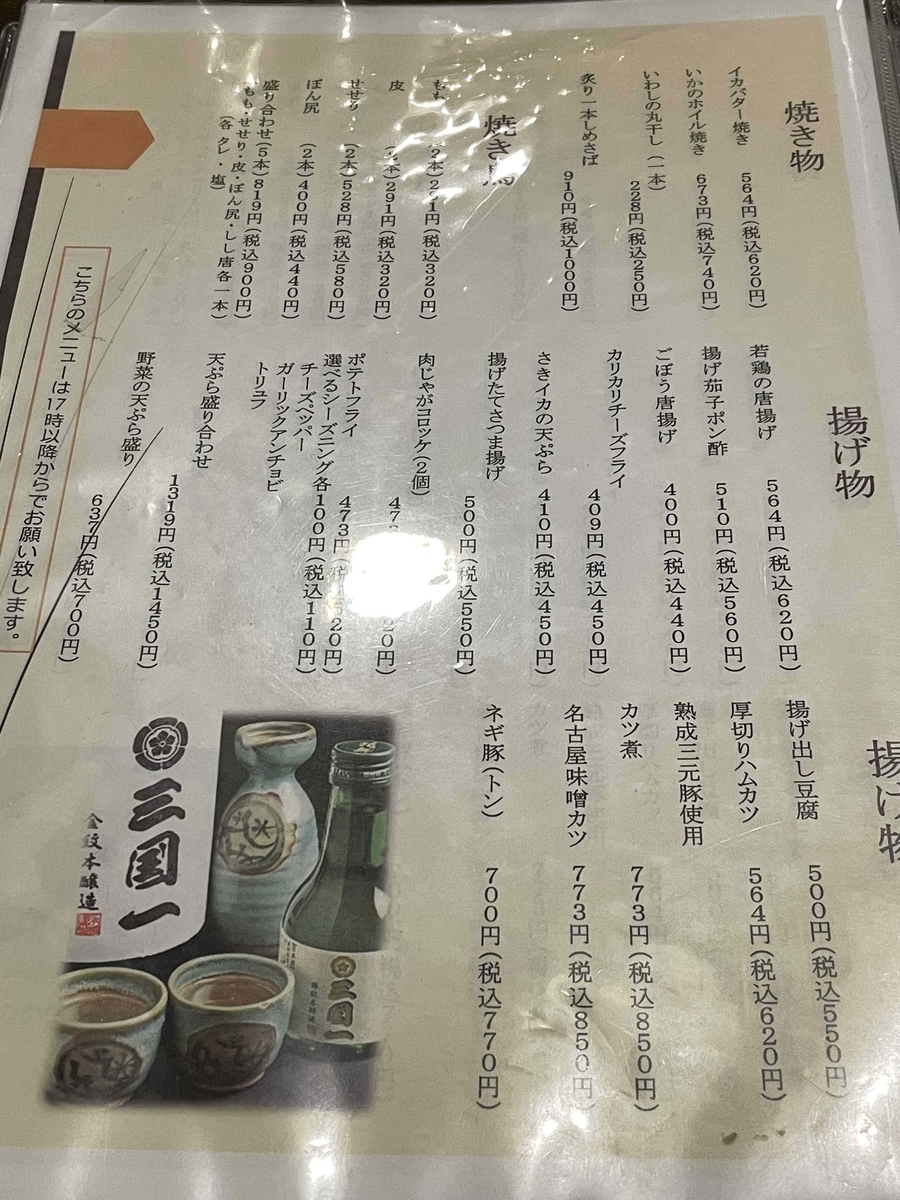 焼き物
イカバター焼き 564円(税込620円)
いかのホイル焼き 673円(税込740円)
いわしの丸干し(一本) 228円(税込250円)
炙り一本しめさば 910円(税込1000円)
焼き鳥
もも (2本)291円(税込320円)
皮 (2本)291円(税込320円)
せせり (2本)528円(税込580円)
ぼん尻 (2本)400円(税込440円)
盛り合わせ(5本)819円(税込900円)
もも・せせり・皮・ぼん尻・しし唐各一本)
(各 タレ・塩)
揚げ物
若鶏の唐揚げ 564円(税込620円)
揚げ茄子ポン酢 510円(税込560円)
ごぼう唐揚げ 400円(税込440円)
カリカリチーズフライ 409円(税込450円)
さきイカの天ぷら 410円(税込450円)
揚げたてさつま揚げ 500円(税込550円)
肉じゃがコロッケ(2個) 20円)
ポテトフライ 473円(税込520円)
選べるシーズニング各100円(税込110円)
チーズペッパー
ガーリックアンチョビ
トリュフ
天ぷら盛り合わせ 1319円(税込1450円)
野菜の天ぷら盛り 637円(税込700円)
揚げ物
揚げ出し豆腐 500円(税込550円)
厚切りハムカツ 564円(税込620円)
熟成三元豚使用
カツ煮 773円(税込850円)
名古屋味噌カツ 773円(税込850円)
ネギ豚(トン) 700円(税込770円)
こちらのメニューは17時以降からでお願い致します。
三国一
金紋本醸造
三国一